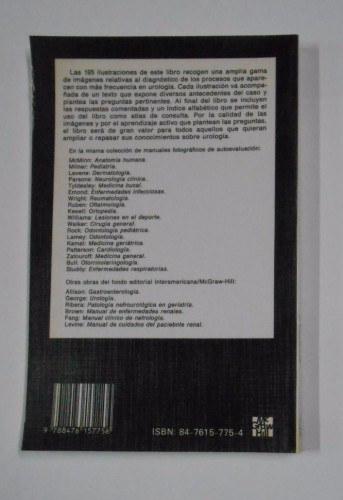 Las 195 ilustraciones de este libro recogen una amplia gama
de imágenes relativas al diagnóstico de los procesos que apare-
cen con más frecuencia en urología. Cada ilustración va acompa-
ñada de un texto que expone diversos antecedentes del caso y
plantea las preguntas pertinentes. Al final del libro se incluyen
las respuestas comentadas y un índice alfabético que permite el
uso del libro como atlas de consulta. Por la calidad de las
imágenes y por el aprendizaje activo que plantean las preguntas,
el libro será de gran valor para todos aquellos que quieran
ampliar o repasar sus conocimientos sobre urología.
En la misma colección de manuales fotográficos de autoevaluación:
McMinn: Anatomía humana.
Milner: Pediatría.
Levene: Dermatología.
Parsons: Neurología clínica.
Tyldesley: Medicina bucal.
Emond: Enfermedades infecciosas.
Wright: Reumatología.
Ruben: Oftalmología.
Kesell: Ortopedia.
Williams: Lesiones en el deporte.
Walker: Cirugía general.
Rock: Odontología pediátrica.
Lamey: Odontología.
Kamal: Medicina geriátrica.
Patterson: Cardiología.
Zatouroff: Medicina general.
Bull: Otorrinolaringología.
Stubby: Enfermedades respiratorias.
Otras obras del fondo editorial Interamericana/McGraw-Hill:
Allison: Gastroenterología.
George: Urología.
Ribera: Patología nefrourológica en geriatría.
Brown: Manual de enfermedades renales.
Fang: Manual clínico de nefrología.
Levine: Manual de cuidados del paciebnte renal.
9 788476 157756
ISBN: 84-7615-775-4
Mc
Graw
Hill